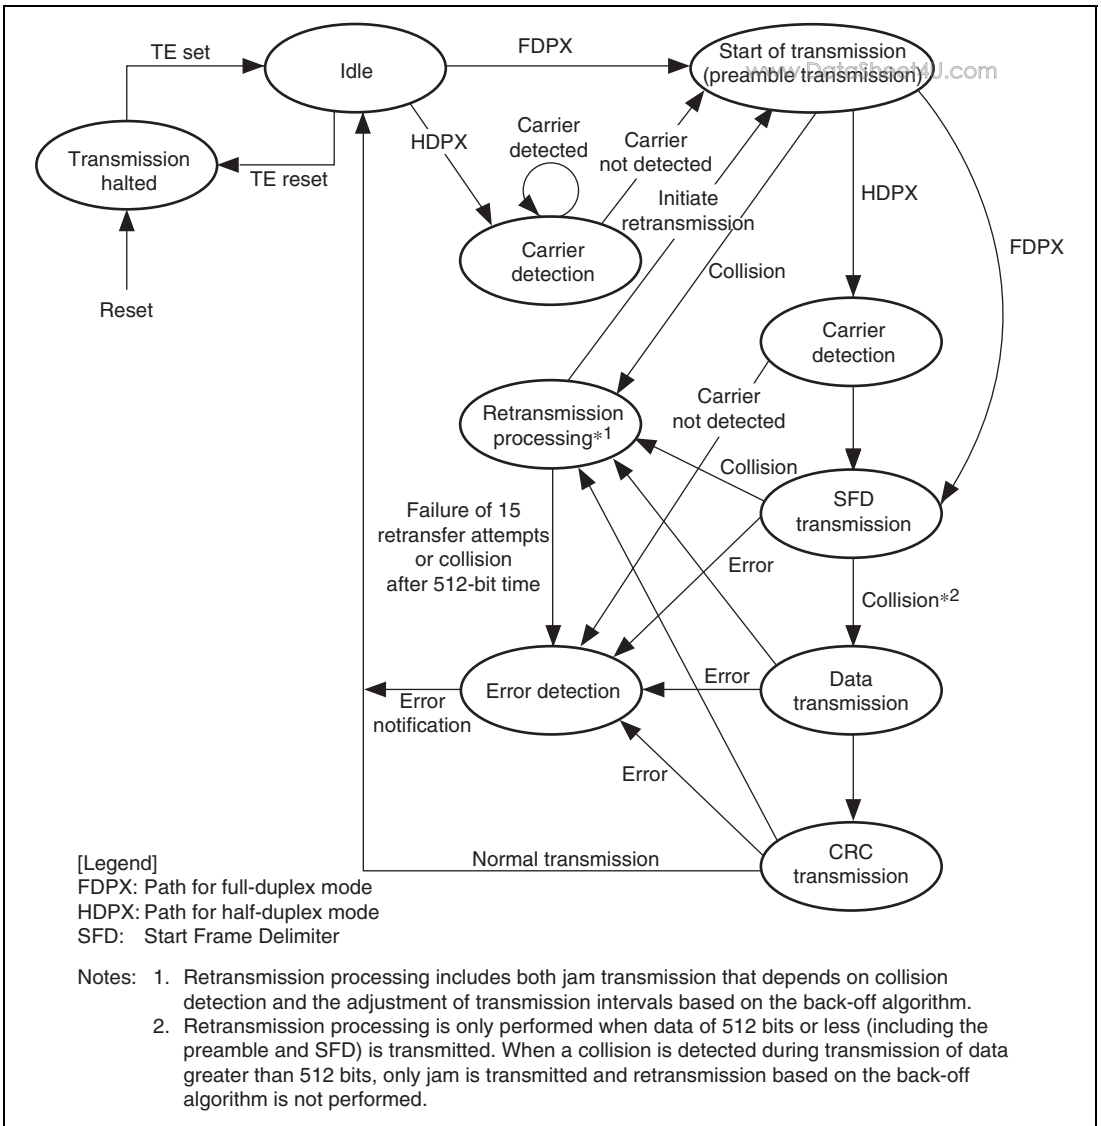 TE set
Idle
FDPX
Start of transmission
(preamble transmission)
www.DataSheet4U.com
Transmission
halted
TE reset
HDPX
Carrier
detected
Carrier
not detected
Initiate
retransmission
HDPX
FDPX
Carrier
detection
Collision
Reset
Carrier
detection
Retransmission
processing*1
Carrier
not detected
Collision
SFD
transmission
Failure of 15
retransfer attempts
or collision
after 512-bit time
Error
Collision*2
Error detection
Error
Data
transmission
Error
notification
Error
Normal transmission
CRC
transmission
[Legend]
FDPX: Path for full-duplex mode
HDPX: Path for half-duplex mode
SFD: Start Frame Delimiter
Notes: 1. Retransmission processing includes both jam transmission that depends on collision
detection and the adjustment of transmission intervals based on the back-off algorithm.
2. Retransmission processing is only performed when data of 512 bits or less (including the
preamble and SFD) is transmitted. When a collision is detected during transmission of data
greater than 512 bits, only jam is transmitted and retransmission based on the back-off
algorithm is not performed.